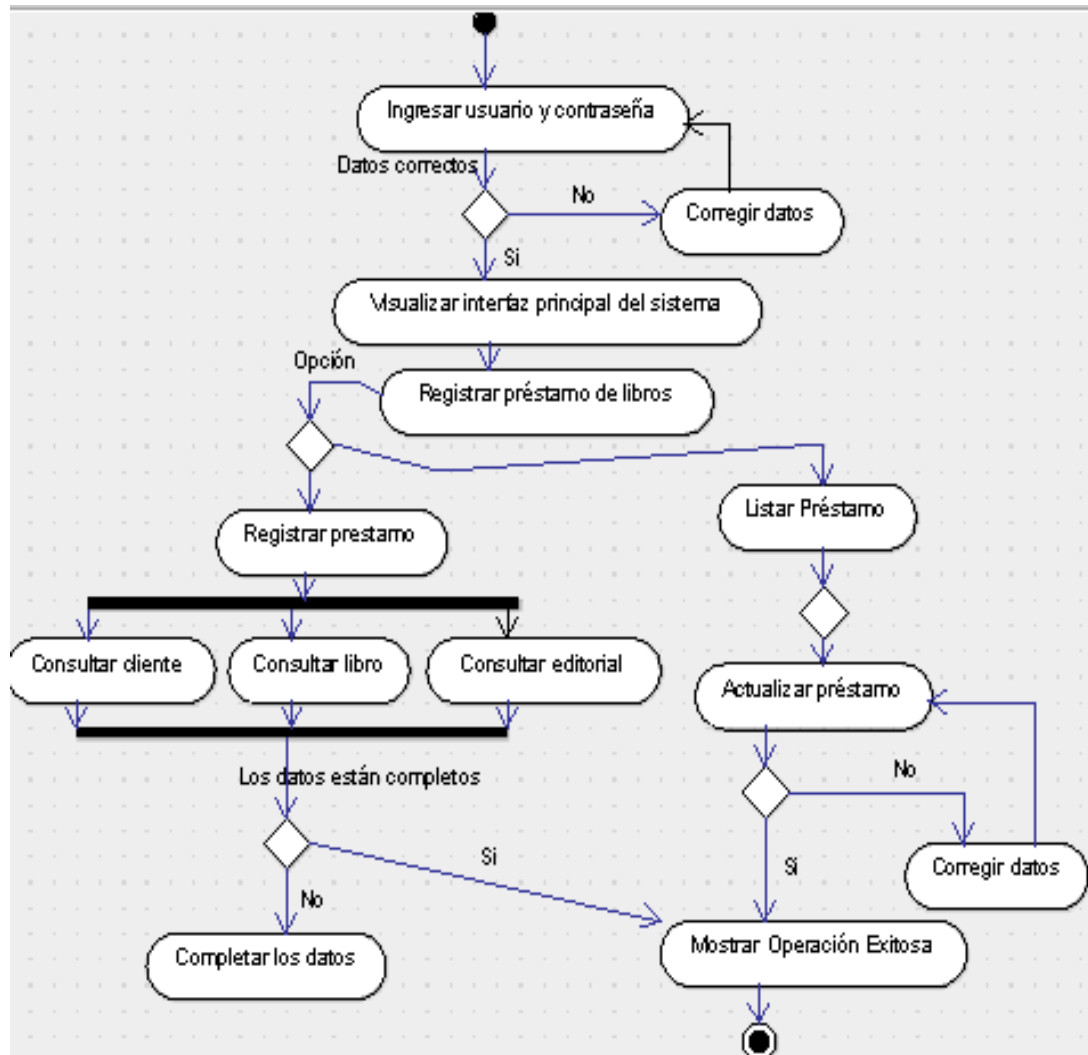 Ingresar usuario y contraseña
Datos correctos
No
Corregir datos
Si
Visualizar interfaz principal del sistema
Opción
Registrar préstamo de libros
Listar Préstamo
Registrar prestamo
Consultar cliente
Consultar libro
Consultar editorial
Actualizar préstamo
Los datos están completos
No
Si
Corregir datos
Si
No
Mostrar Operación Exitosa
Completar los datos